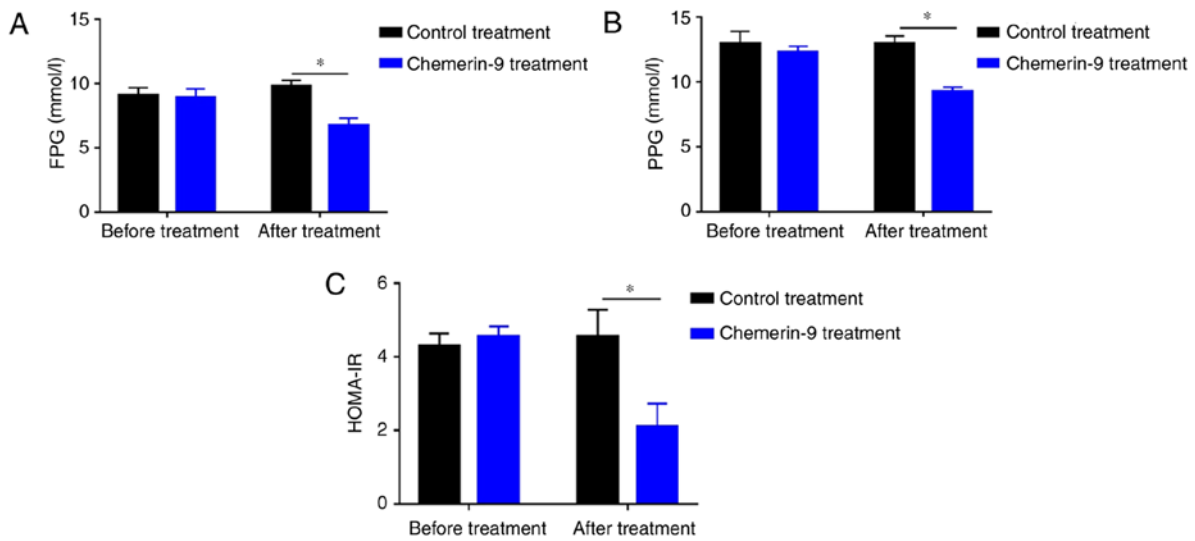 A
FPG (mmol/l)
15
10
5
0
Before treatment
After treatment
*
Control treatment
Chemerin-9 treatment
B
PPG (mmol/l)
15
10
5
0
Before treatment
After treatment
*
Control treatment
Chemerin-9 treatment
C
HOMA-IR
6
4
2
0
Before treatment
After treatment
*
Control treatment
Chemerin-9 treatment